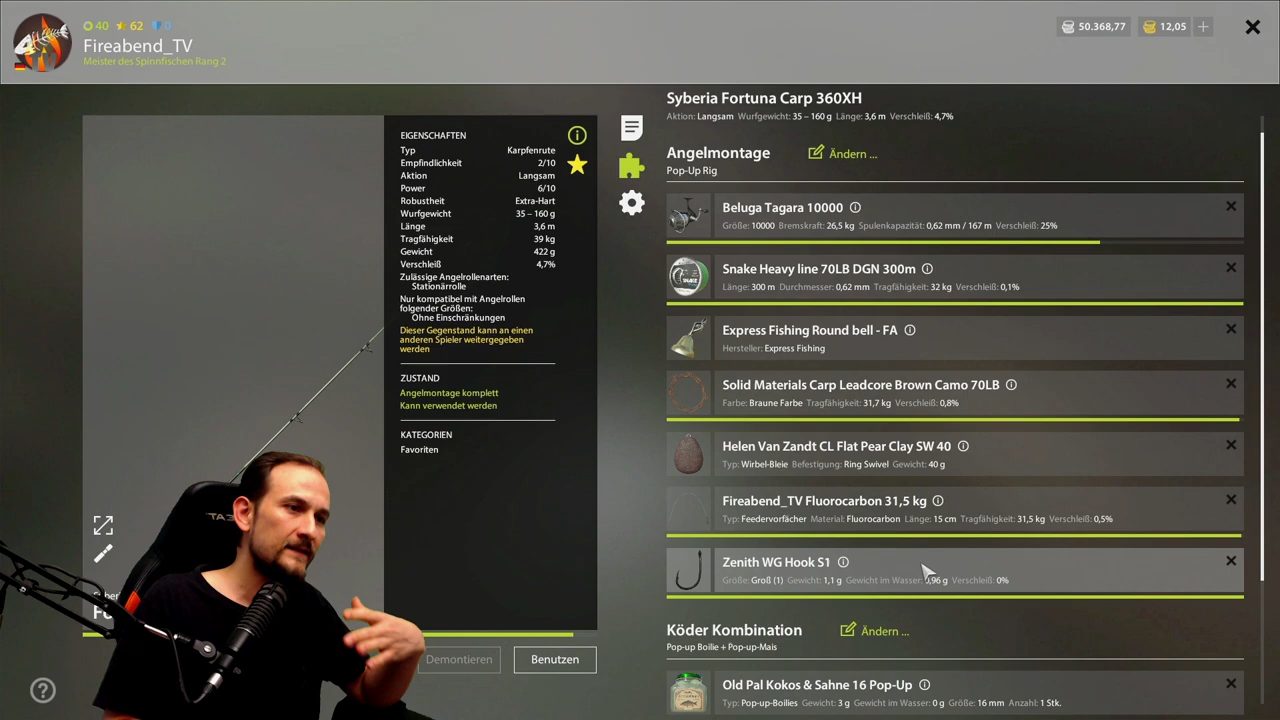 40 62 0
Fireabend_TV
Meister des Spinnfischen Rang 2
50.368,77 12,05
EIGENSCHAFTEN
Typ Karpfenrute
Empfindlichkeit 2/10
Aktion Langsam
Power 6/10
Robustheit Extra-Hart
Wurfgewicht 35 – 160 g
Länge 3,6 m
Tragfähigkeit 39 kg
Gewicht 422 g
Verschleiß 4,7%
Zulässige Angelrollenarten:
Stationärrolle
Nur kompatibel mit Angelrollen
folgender Größen:
Ohne Einschränkungen
Dieser Gegenstand kann an einen
anderen Spieler weitergegeben
werden
ZUSTAND
Angelmontage komplett
Kann verwendet werden
KATEGORIEN
Favoriten
Demontieren Benutzen
Syberia Fortuna Carp 360XH
Aktion: Langsam Wurfgewicht: 35 – 160 g Länge: 3,6 m Verschleiß: 4,7%
Angelmontage Ändern ...
Pop-Up Rig
Beluga Tagara 10000
Größe: 10000 Bremskraft: 26,5 kg Spulenkapazität: 0,62 mm / 167 m Verschleiß: 25%
Snake Heavy line 70LB DGN 300m
Länge: 300 m Durchmesser: 0,62 mm Tragfähigkeit: 32 kg Verschleiß: 0,1%
Express Fishing Round bell - FA
Hersteller: Express Fishing
Solid Materials Carp Leadcore Brown Camo 70LB
Farbe: Braune Farbe Tragfähigkeit: 31,7 kg Verschleiß: 0,8%
Helen Van Zandt CL Flat Pear Clay SW 40
Typ: Wirbel-Bleie Befestigung: Ring Swivel Gewicht: 40 g
Fireabend_TV Fluorocarbon 31,5 kg
Typ: Feedervorfächer Material: Fluorocarbon Länge: 15 cm Tragfähigkeit: 31,5 kg Verschleiß: 0,5%
Zenith WG Hook S1
Größe: Groß (1) Gewicht: 1,1 g Gewicht im Wasser: 0,96 g Verschleiß: 0%
Köder Kombination Ändern ...
Pop-up Boilie + Pop-up-Mais
Old Pal Kokos & Sahne 16 Pop-Up
Typ: Pop-up-Boilies Gewicht: 3 g Gewicht im Wasser: 0 g Größe: 16 mm Anzahl: 1 Stk.